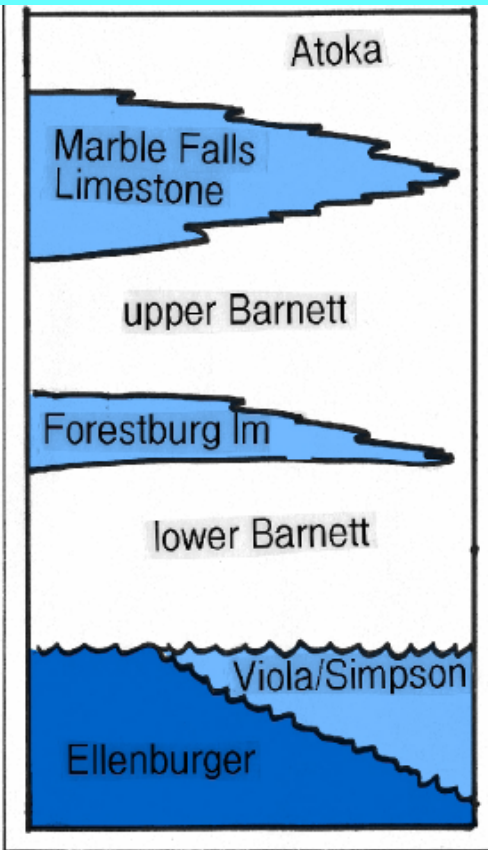 Atoka
Marble Falls
Limestone
upper Barnett
Forestburg lm
lower Barnett
Viola/Simpson
Ellenburger